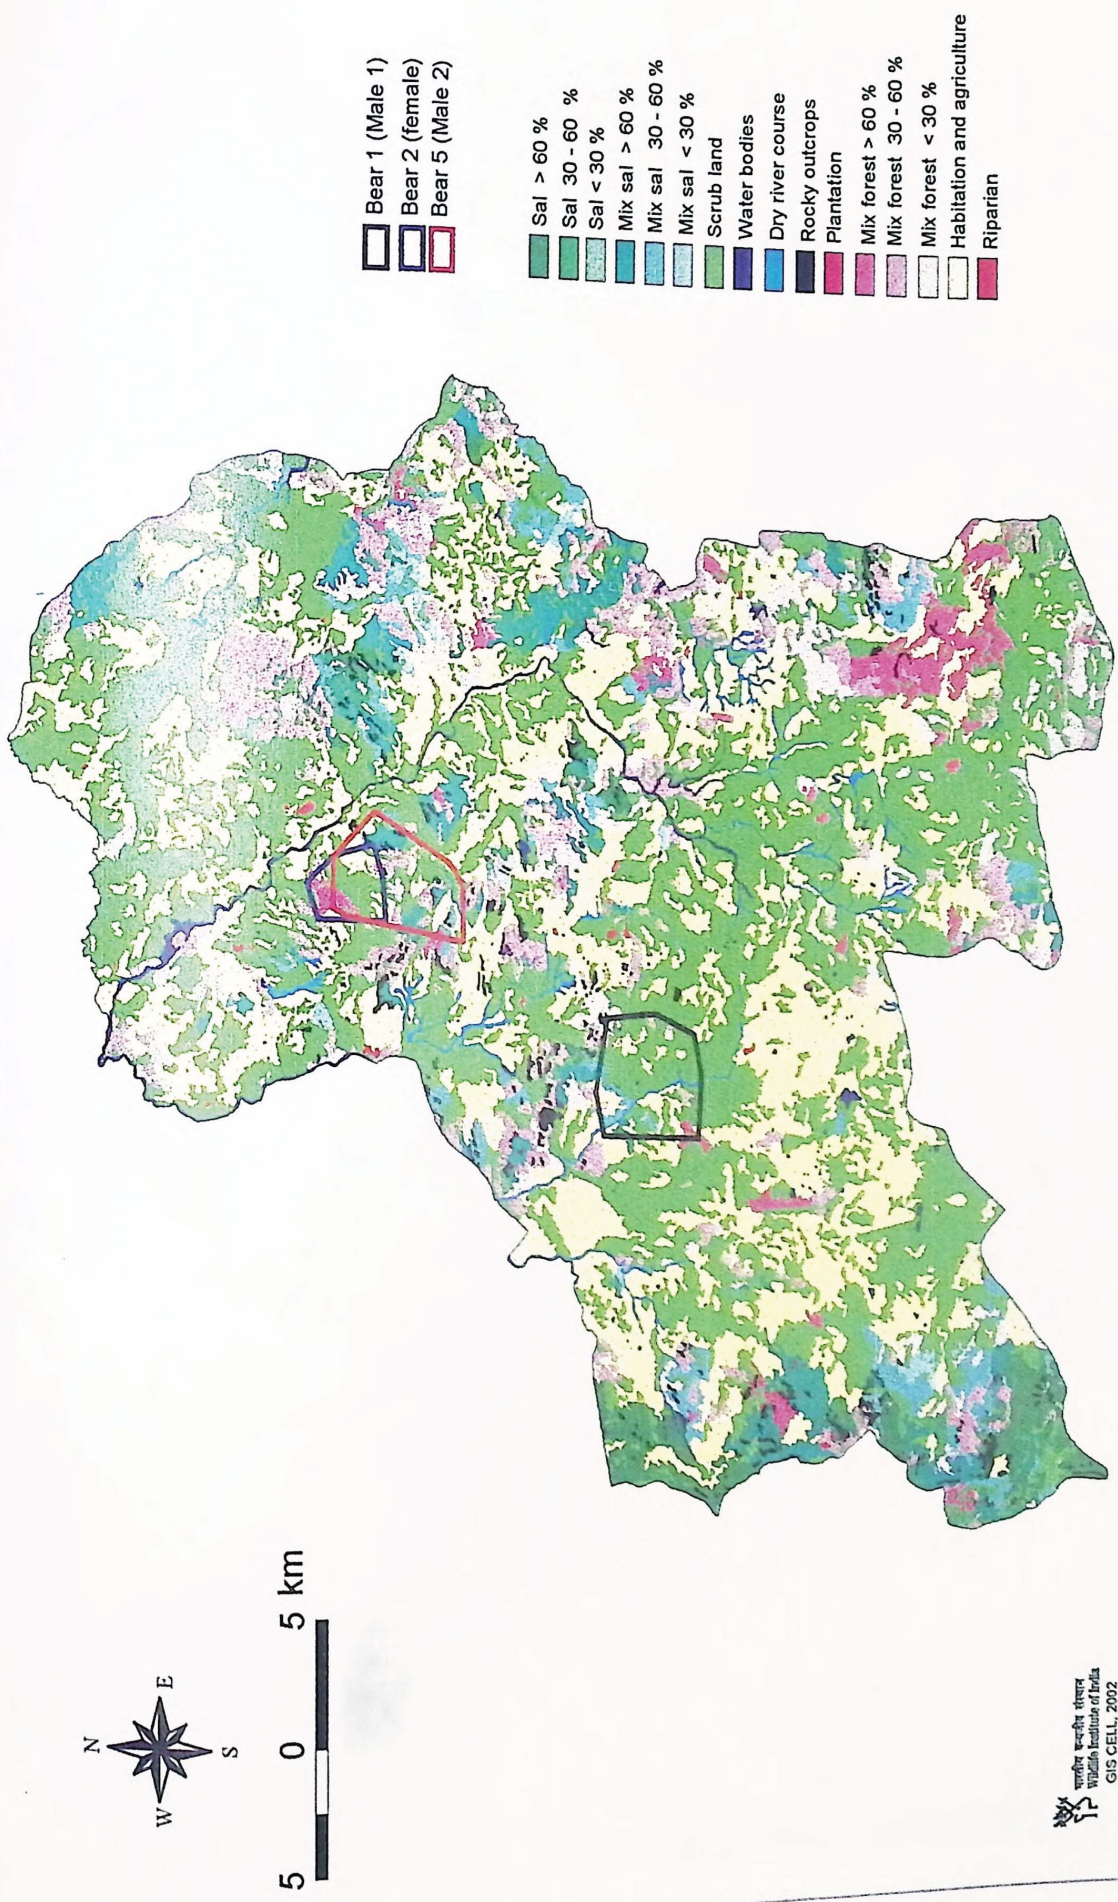 N
W E
S
5 0 5 km
Bear 1 (Male 1)
Bear 2 (female)
Bear 5 (Male 2)
Sal > 60 %
Sal 30 - 60 %
Sal < 30 %
Mix sal > 60 %
Mix sal 30 - 60 %
Mix sal < 30 %
Scrub land
Water bodies
Dry river course
Rocky outcrops
Plantation
Mix forest > 60 %
Mix forest 30 - 60 %
Mix forest < 30 %
Habitation and agriculture
Riparian
भारतीय वन्यजीव संस्थान
Wildlife Institute of India
GIS CELL, 2002